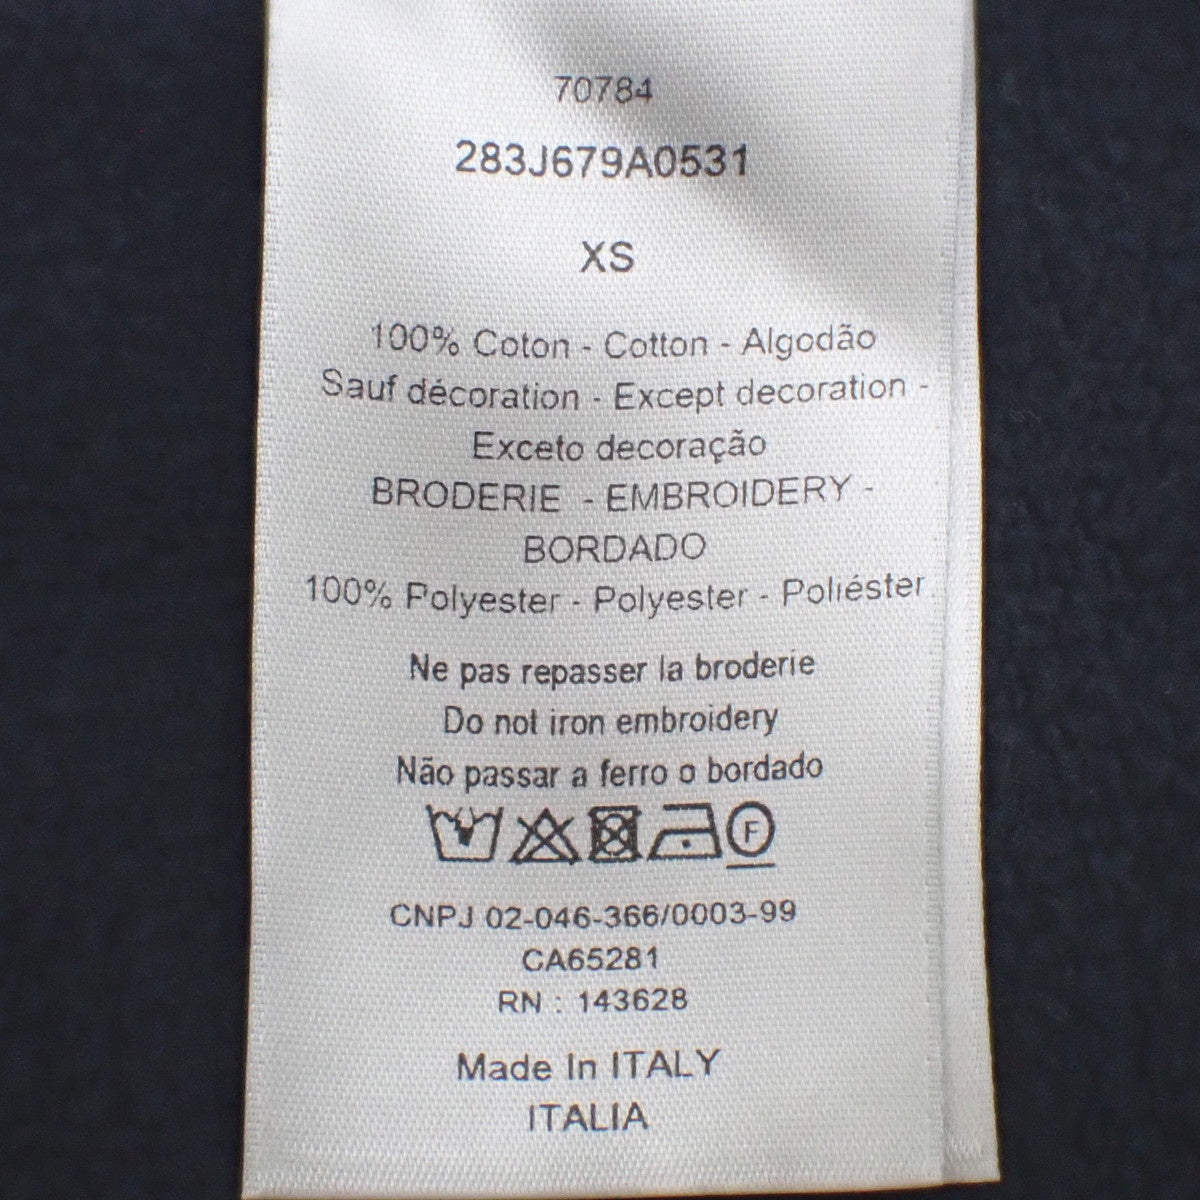 70784
283J679A0531
XS
100% Coton - Cotton - Algodão
Sauf décoration - Except decoration -
Exceto decoração
BRODERIE - EMBROIDERY -
BORDADO
100% Polyester - Polyester - Poliéster
Ne pas repasser la broderie
Do not iron embroidery
Não passar a ferro o bordado
F
CNPJ 02-046-366/0003-99
CA65281
RN : 143628
Made In ITALY
ITALIA